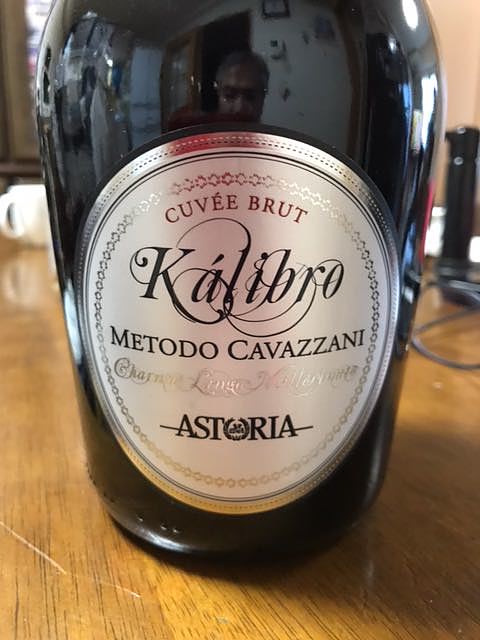 CUVÉE BRUT
Kálibro
METODO CAVAZZANI
Charmat Lungo Millesimato
ASTORIA